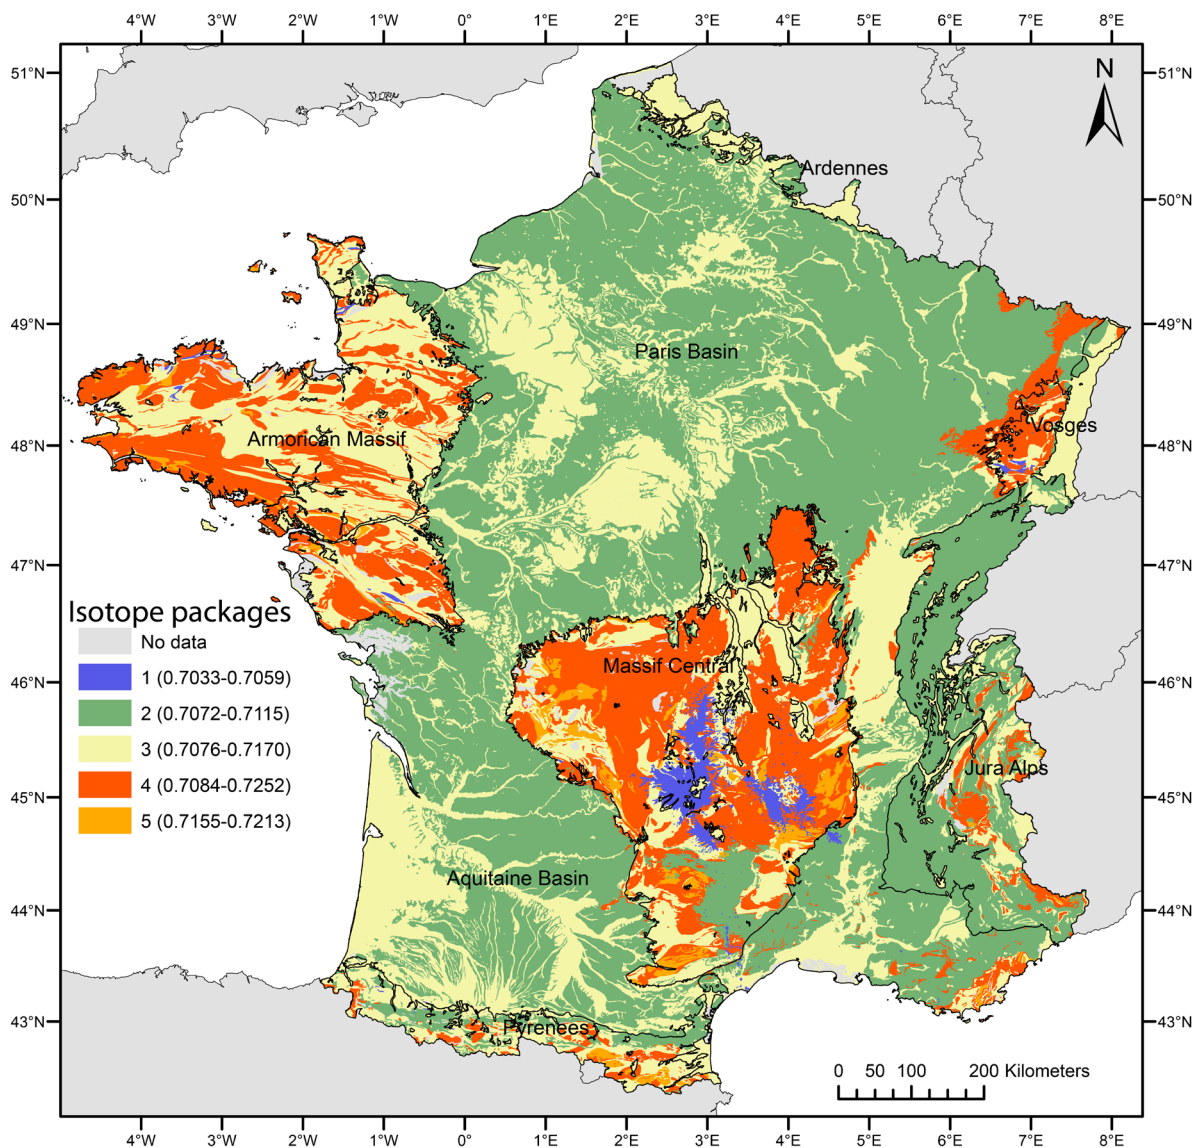 4°W 3°W 2°W 1°W 0° 1°E 2°E 3°E 4°E 5°E 6°E 7°E 8°E
51°N 51°N
N
Ardennes
50°N 50°N
49°N 49°N
Paris Basin
Vosges
Armorican Massif
48°N 48°N
47°N 47°N
Isotope packages
No data
1 (0.7033-0.7059)
2 (0.7072-0.7115)
3 (0.7076-0.7170)
4 (0.7084-0.7252)
5 (0.7155-0.7213)
Massif Central
46°N 46°N
Jura Alps
45°N 45°N
Aquitaine Basin
44°N 44°N
43°N 43°N
Pyrenees
0 50 100 200 Kilometers
4°W 3°W 2°W 1°W 0° 1°E 2°E 3°E 4°E 5°E 6°E 7°E 8°E